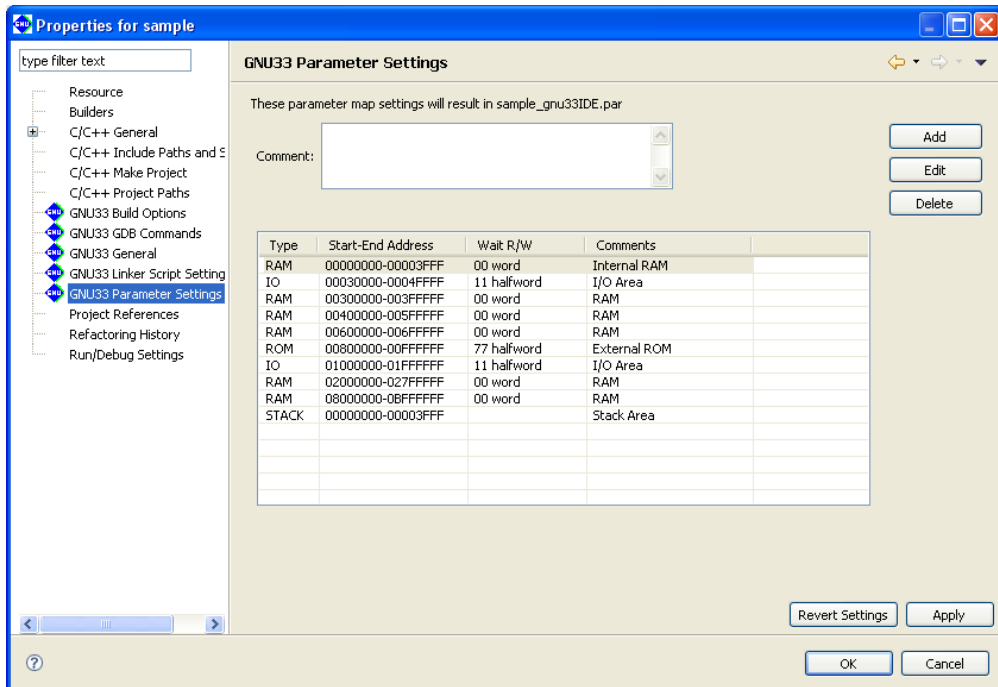 Properties for sample
type filter text
Resource
Builders
C/C++ General
C/C++ Include Paths and S
C/C++ Make Project
C/C++ Project Paths
GNU33 Build Options
GNU33 GDB Commands
GNU33 General
GNU33 Linker Script Setting
GNU33 Parameter Settings
Project References
Refactoring History
Run/Debug Settings
GNU33 Parameter Settings
These parameter map settings will result in sample_gnu33IDE.par
Comment:
Add
Edit
Delete
Type Start-End Address Wait R/W Comments
RAM 00000000-00003FFF 00 word Internal RAM
IO 00030000-0004FFFF 11 halfword I/O Area
RAM 00300000-003FFFFF 00 word RAM
RAM 00400000-005FFFFF 00 word RAM
RAM 00600000-006FFFFF 00 word RAM
ROM 00800000-00FFFFFF 77 halfword External ROM
IO 01000000-01FFFFFF 11 halfword I/O Area
RAM 02000000-027FFFFF 00 word RAM
RAM 08000000-0BFFFFFF 00 word RAM
STACK 00000000-00003FFF Stack Area
Revert Settings Apply
OK Cancel